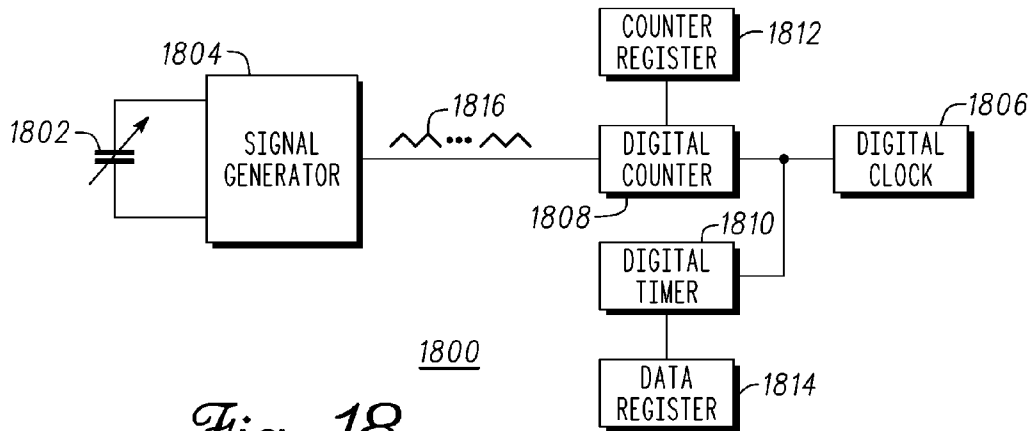 COUNTER
REGISTER
1812
1804
1802
SIGNAL
GENERATOR
1816
DIGITAL
COUNTER
1808
1806
DIGITAL
CLOCK
1810
DIGITAL
TIMER
1800
DATA
REGISTER
1814
Fig. 18